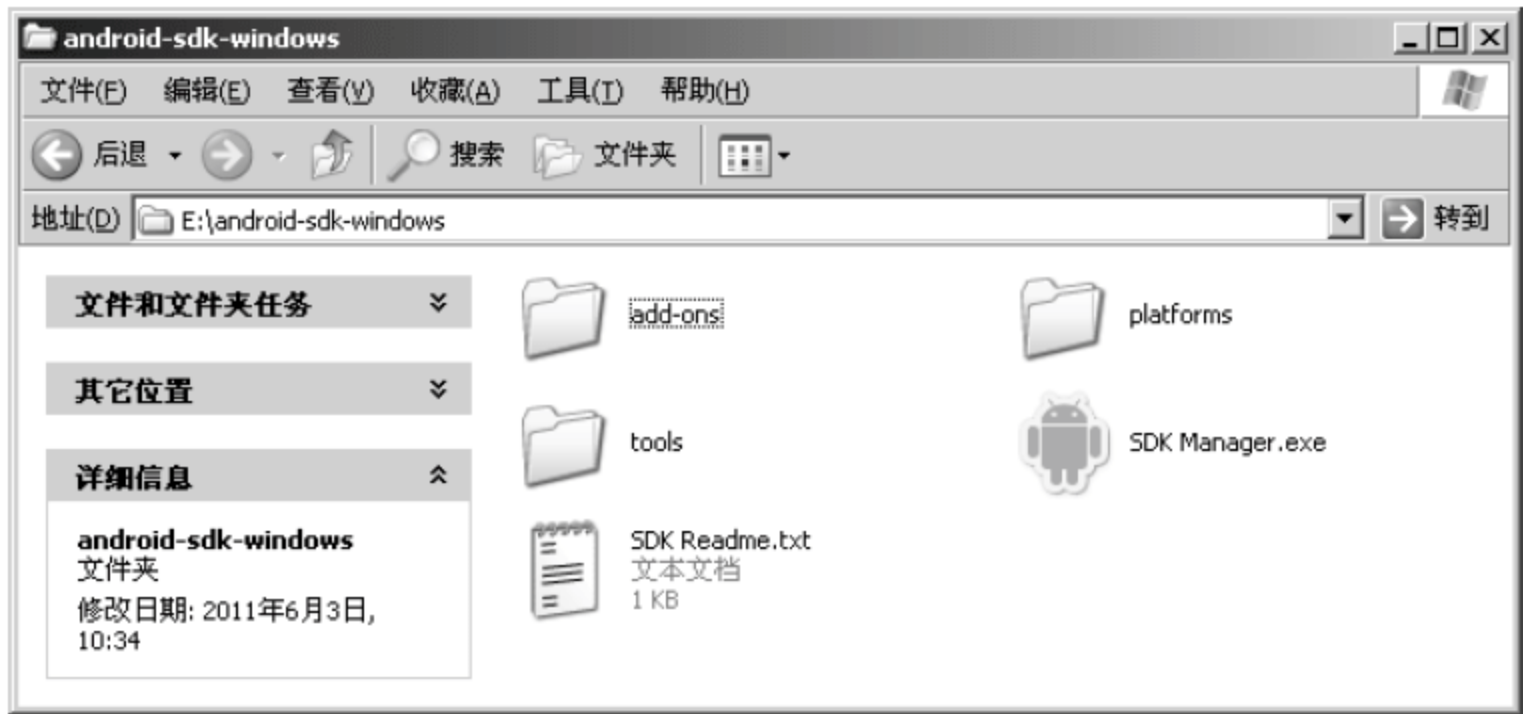 android-sdk-windows
文件(F) 编辑(E) 查看(V) 收藏(A) 工具(T) 帮助(H)
后退 搜索 文件夹
地址(D) E:\android-sdk-windows 转到
文件和文件夹任务
其它位置
详细信息
android-sdk-windows
文件夹
修改日期: 2011年6月3日,
10:34
add-ons
platforms
tools
SDK Manager.exe
SDK Readme.txt
文本文档
1 KB